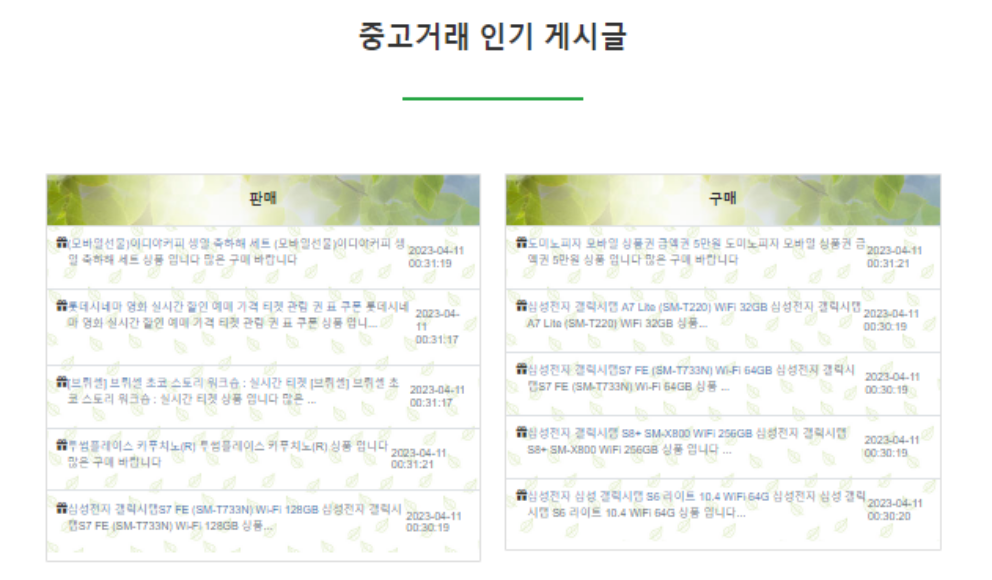 중고거래 인기 게시글
판매
(모바일선물)이디야커피 생일 축하해 세트 (모바일선물)이디야커피 생
일 축하해 세트 상품 입니다 많은 구매 바랍니다
2023-04-11
00:31:19
롯데시네마 영화 실시간 할인 예매 가격 티켓 관람 권 표 쿠폰 롯데시네
마 영화 실시간 할인 예매 가격 티켓 관람 권 표 쿠폰 상품 입니...
2023-04-
11
00:31:17
[브뤼셀] 브뤼셀 초코 스토리 워크숍 : 실시간 티켓 [브뤼셀] 브뤼셀 초
코 스토리 워크숍 : 실시간 티켓 상품 입니다 많은 ...
2023-04-11
00:31:17
투썸플레이스 카푸치노(R) 투썸플레이스 카푸치노(R) 상품 입니다
많은 구매 바랍니다
2023-04-11
00:31:21
삼성전자 갤럭시탭S7 FE (SM-T733N) Wi-Fi 128GB 삼성전자 갤럭시
탭S7 FE (SM-T733N) Wi-Fi 128GB 상품...
2023-04-11
00:30:19
구매
도미노피자 모바일 상품권 금액권 5만원 도미노피자 모바일 상품권 금
액권 5만원 상품 입니다 많은 구매 바랍니다
2023-04-11
00:31:21
삼성전자 갤럭시탭 A7 Lite (SM-T220) WiFi 32GB 삼성전자 갤럭시탭
A7 Lite (SM-T220) WiFi 32GB 상품...
2023-04-11
00:30:19
삼성전자 갤럭시탭S7 FE (SM-T733N) Wi-Fi 64GB 삼성전자 갤럭시
탭S7 FE (SM-T733N) Wi-Fi 64GB 상품 ...
2023-04-11
00:30:19
삼성전자 갤럭시탭 S8+ SM-X800 WiFi 256GB 삼성전자 갤럭시탭
S8+ SM-X800 WiFi 256GB 상품 입니다 ...
2023-04-11
00:30:19
삼성전자 삼성 갤럭시탭 S6 라이트 10.4 WiFi 64G 삼성전자 삼성 갤럭
시탭 S6 라이트 10.4 WiFi 64G 상품 입니다...
2023-04-11
00:30:20